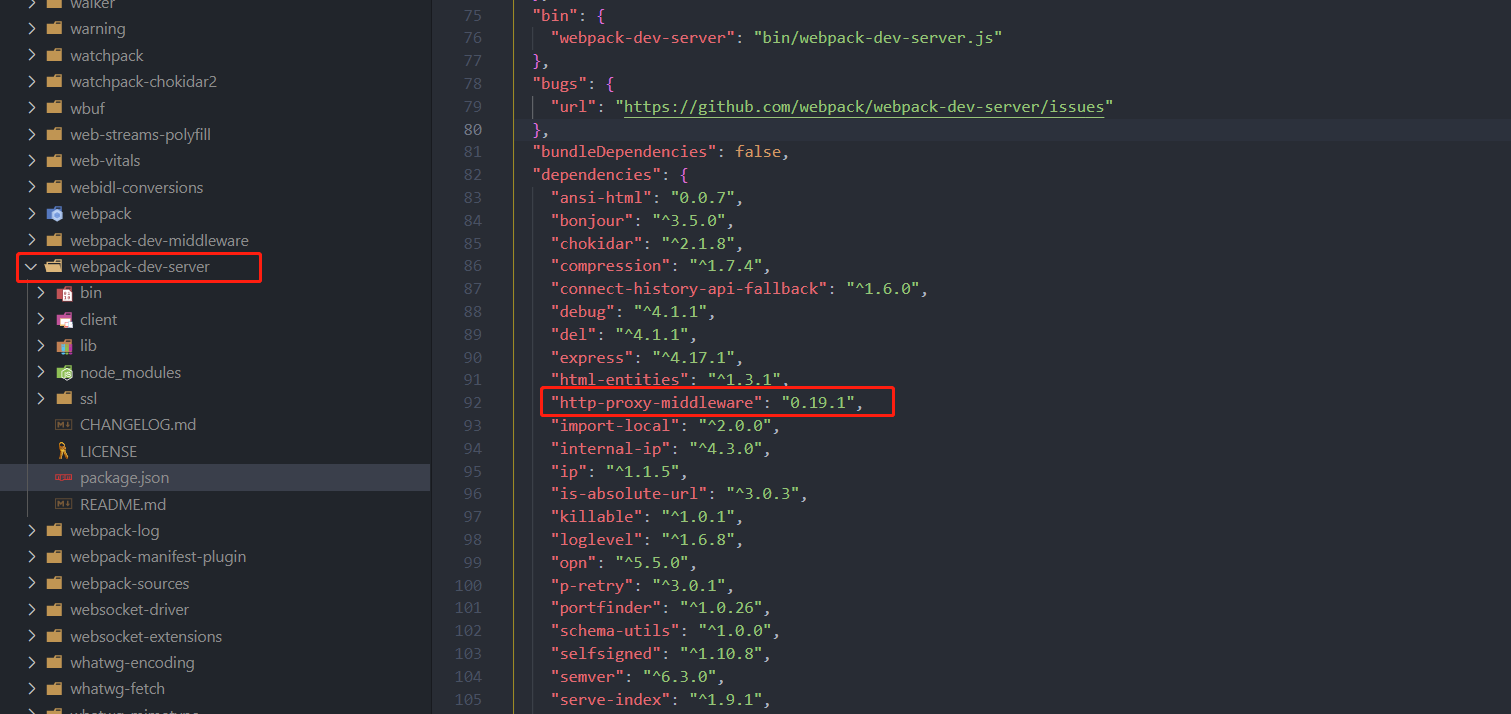 walker
warning
watchpack
watchpack-chokidar2
wbuf
web-streams-polyfill
web-vitals
webidl-conversions
webpack
webpack-dev-middleware
webpack-dev-server
bin
client
lib
node_modules
ssl
CHANGELOG.md
LICENSE
package.json
README.md
webpack-log
webpack-manifest-plugin
webpack-sources
websocket-driver
websocket-extensions
whatwg-encoding
whatwg-fetch
whatwg-mimetype
75 "bin": {
76 "webpack-dev-server": "bin/webpack-dev-server.js"
77 },
78 "bugs": {
79 "url": "https://github.com/webpack/webpack-dev-server/issues"
80 },
81 "bundleDependencies": false,
82 "dependencies": {
83 "ansi-html": "0.0.7",
84 "bonjour": "^3.5.0",
85 "chokidar": "^2.1.8",
86 "compression": "^1.7.4",
87 "connect-history-api-fallback": "^1.6.0",
88 "debug": "^4.1.1",
89 "del": "^4.1.1",
90 "express": "^4.17.1",
91 "html-entities": "^1.3.1",
92 "http-proxy-middleware": "0.19.1",
93 "import-local": "^2.0.0",
94 "internal-ip": "^4.3.0",
95 "ip": "^1.1.5",
96 "is-absolute-url": "^3.0.3",
97 "killable": "^1.0.1",
98 "loglevel": "^1.6.8",
99 "opn": "^5.5.0",
100 "p-retry": "^3.0.1",
101 "portfinder": "^1.0.26",
102 "schema-utils": "^1.0.0",
103 "selfsigned": "^1.10.8",
104 "semver": "^6.3.0",
105 "serve-index": "^1.9.1",